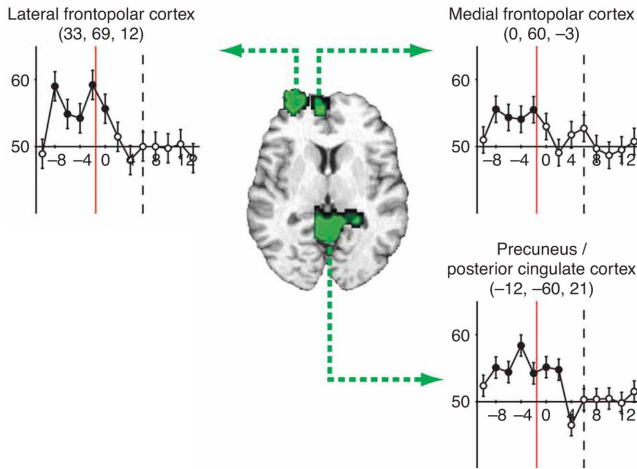 Lateral frontopolar cortex
(33, 69, 12)
60
50
−8 −4 0 4 8 12
Medial frontopolar cortex
(0, 60, −3)
60
50
−8 −4 0 4 8 12
Precuneus /
posterior cingulate cortex
(−12, −60, 21)
60
50
−8 −4 0 4 8 12